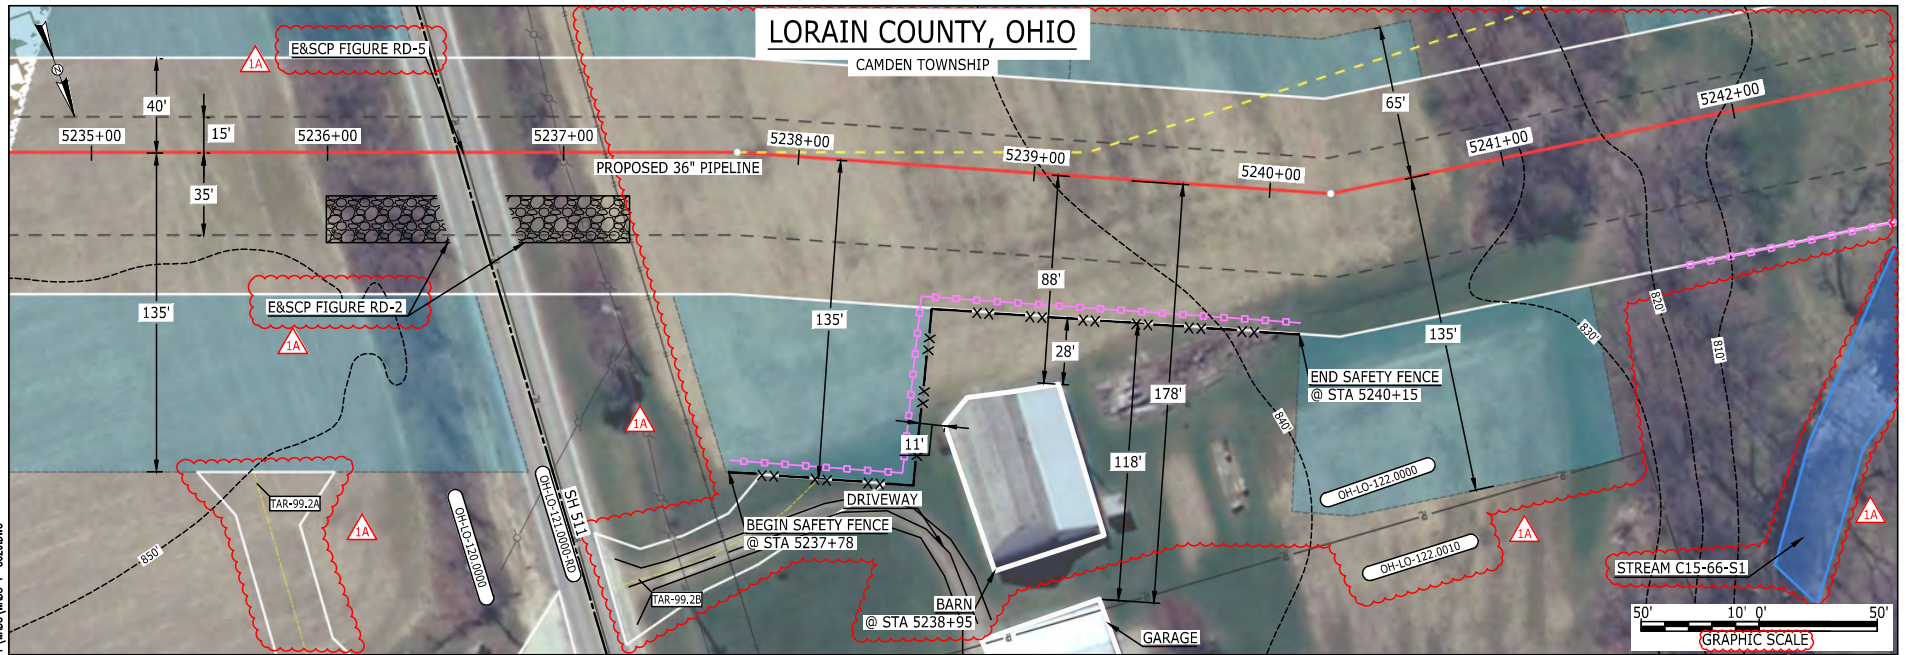 LORAIN COUNTY, OHIO
CAMDEN TOWNSHIP
N
1A
E&SCP FIGURE RD-5
40'
15'
35'
135'
5235+00
5236+00
5237+00
5238+00
5239+00
5240+00
5241+00
5242+00
PROPOSED 36" PIPELINE
65'
E&SCP FIGURE RD-2
1A
1A
135'
88'
28'
11'
118'
178'
135'
END SAFETY FENCE
@ STA 5240+15
840'
830'
820'
810'
850'
TAR-99.2A
1A
OH-LO-120.0000
OH-LO-121.0000-RD
SH 511
DRIVEWAY
BEGIN SAFETY FENCE
@ STA 5237+78
TAR-99.2B
BARN
@ STA 5238+95
GARAGE
OH-LO-122.0000
OH-LO-122.0010
1A
1A
STREAM C15-66-S1
50' 10' 0' 50'
GRAPHIC SCALE